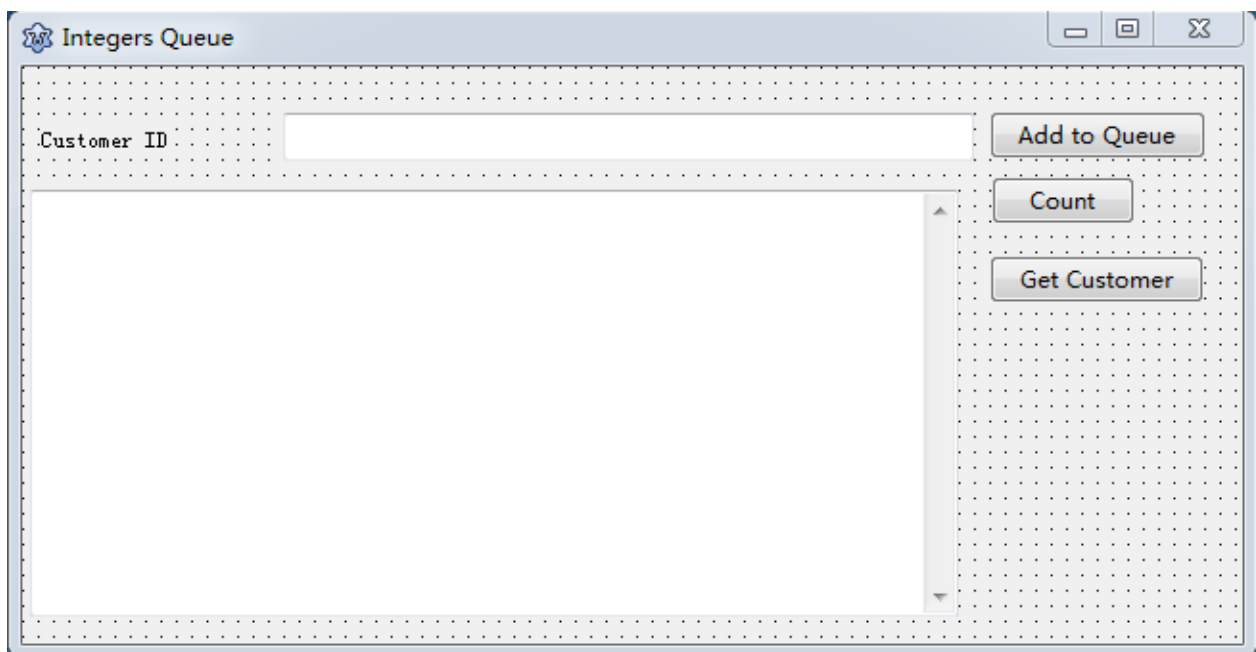 Integers Queue
Customer ID
Add to Queue
Count
Get Customer